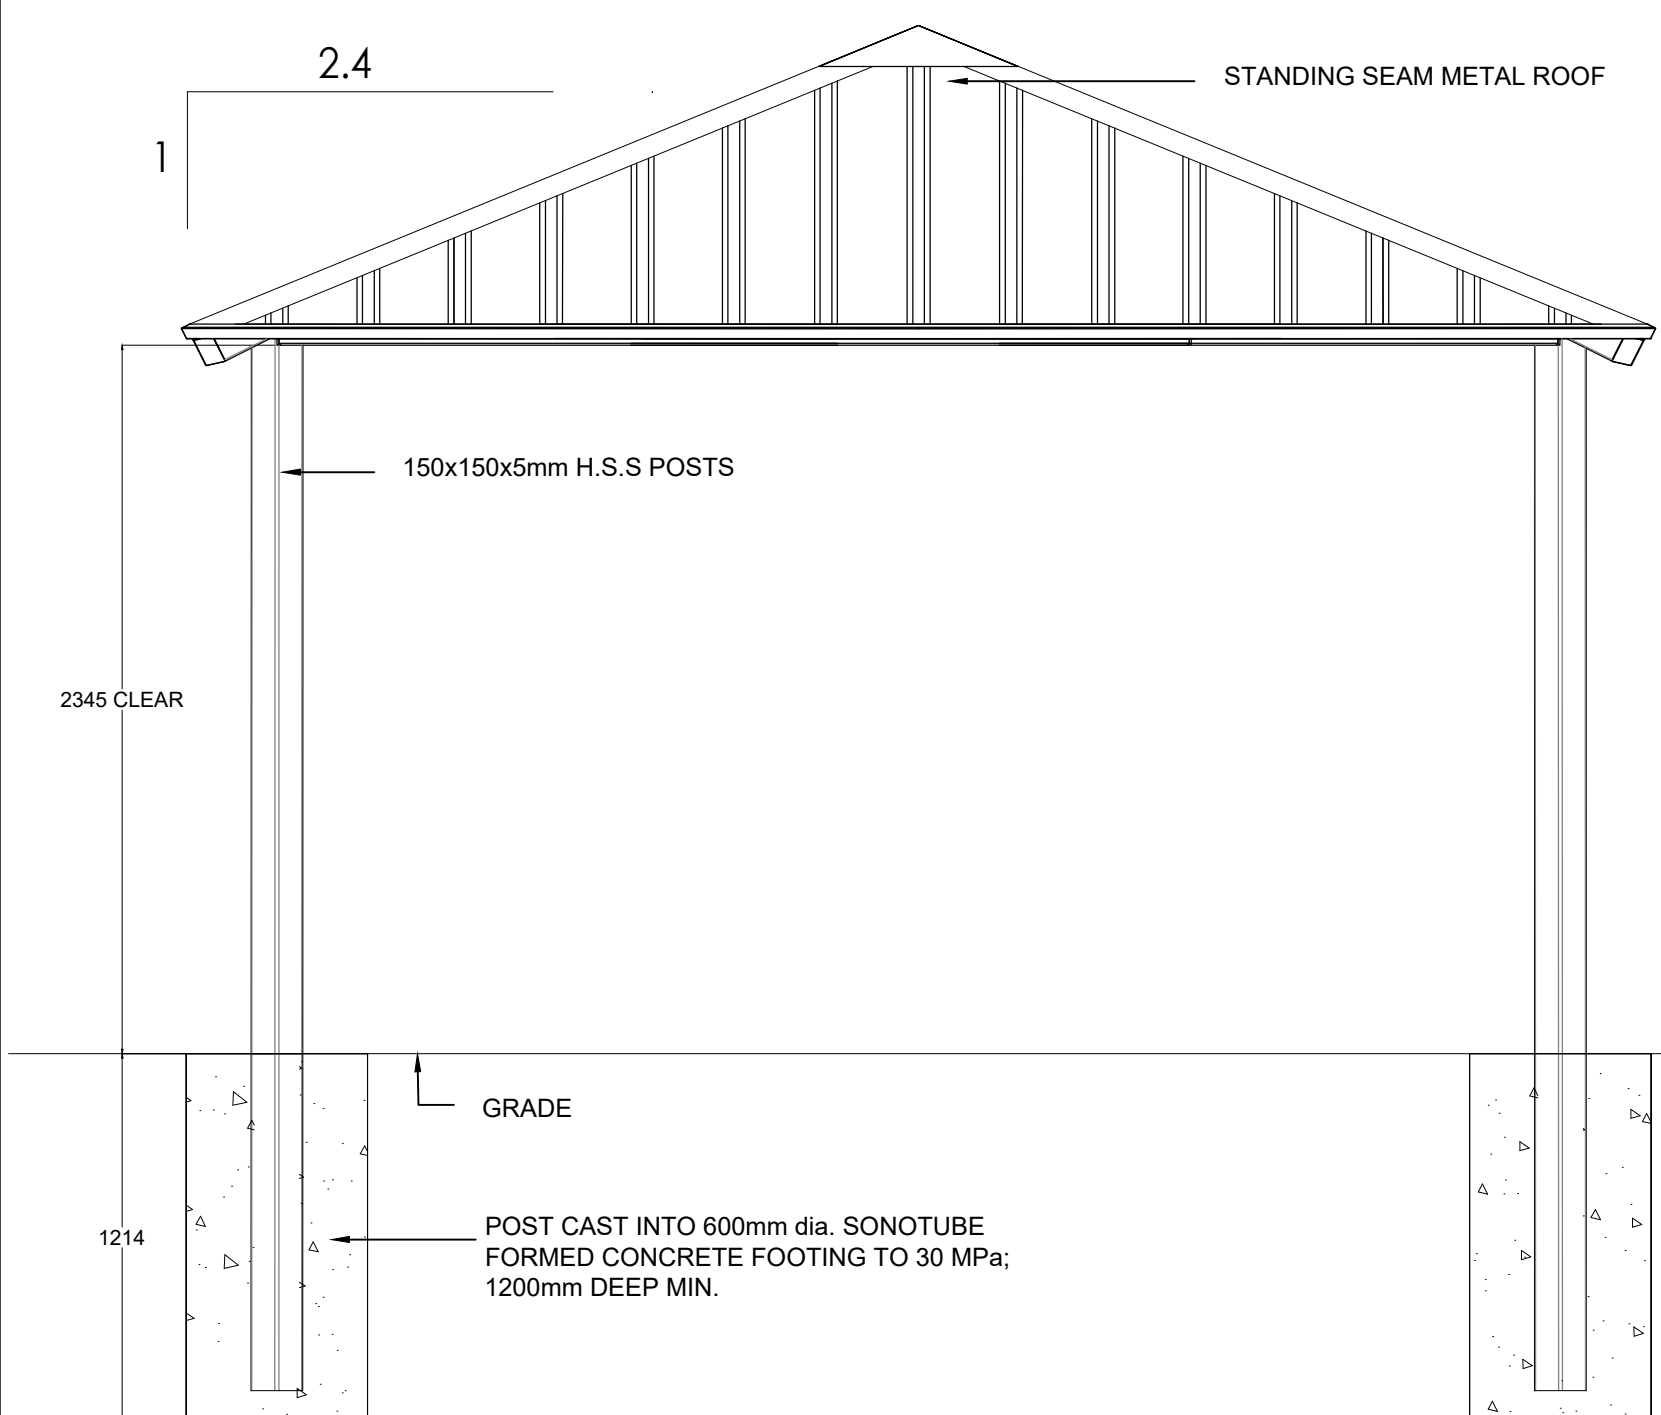 2.4
STANDING SEAM METAL ROOF
1
150x150x5mm H.S.S POSTS
2345 CLEAR
GRADE
1214
POST CAST INTO 600mm dia. SONOTUBE
FORMED CONCRETE FOOTING TO 30 MPa;
1200mm DEEP MIN.